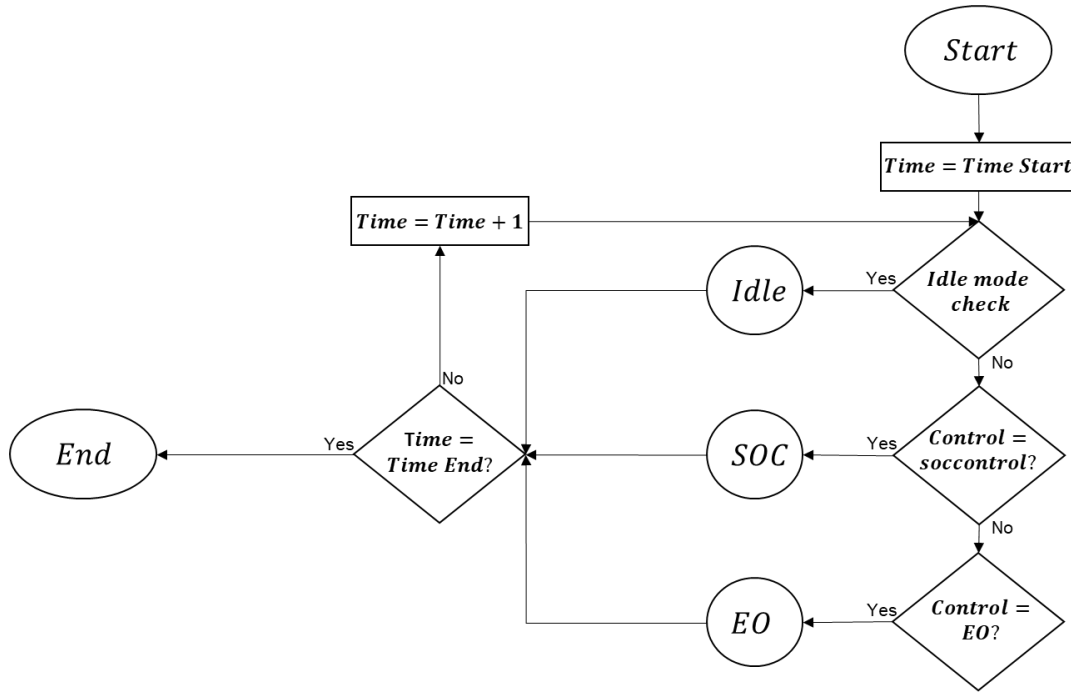 Start
Time = Time Start
Time = Time + 1
Idle
Yes
Idle mode
check
No
No
End
Yes
Time =
Time End?
SOC
Yes
Control =
soccontrol?
No
EO
Yes
Control =
EO?